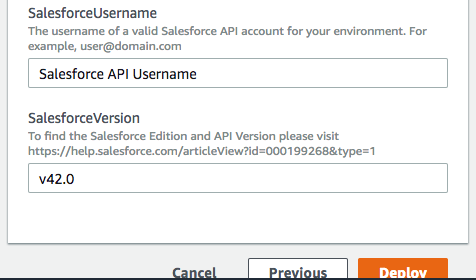 SalesforceUsername
The username of a valid Salesforce API account for your environment. For
example, user@domain.com
Salesforce API Username
SalesforceVersion
To find the Salesforce Edition and API Version please visit
https://help.salesforce.com/articleView?id=000199268&type=1
v42.0
Cancel
Previous
Deploy